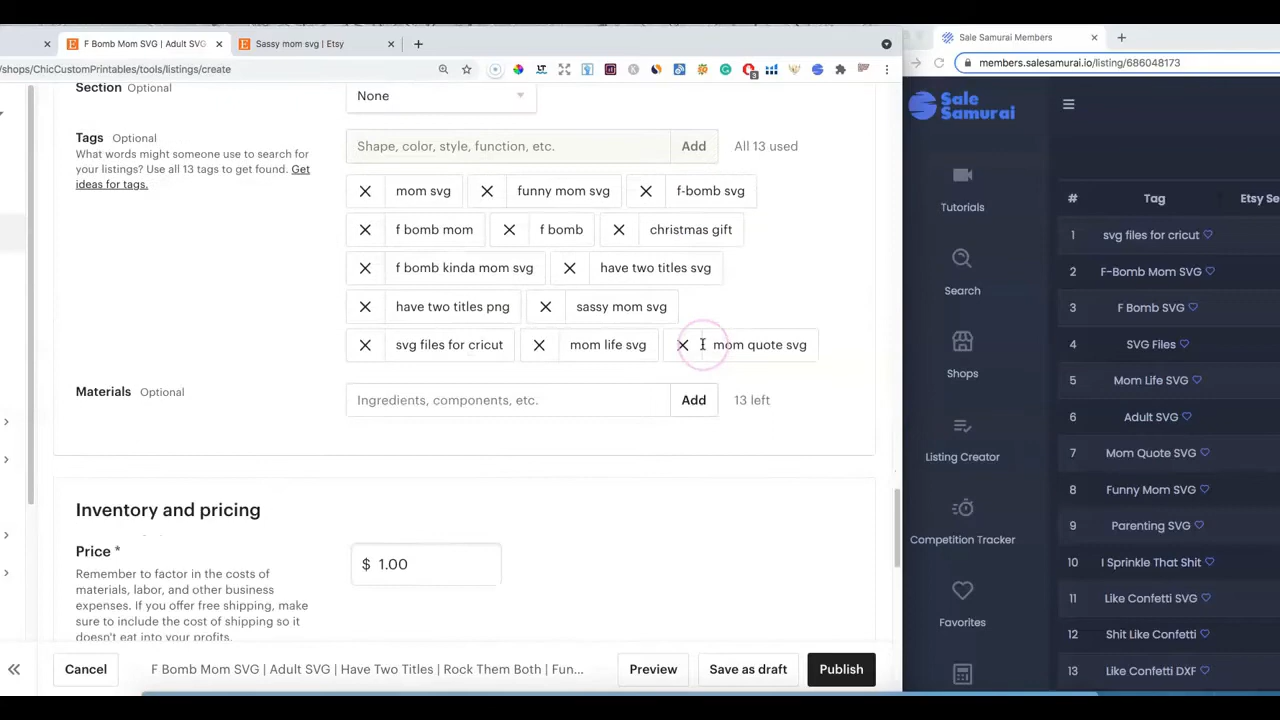 F Bomb Mom SVG | Adult SVG
Sassy mom svg | Etsy
/shops/ChicCustomPrintables/tools/listings/create
Section Optional
None
Tags Optional
What words might someone use to search for
your listings? Use all 13 tags to get found. Get
ideas for tags.
Shape, color, style, function, etc.
Add
All 13 used
mom svg
funny mom svg
f-bomb svg
f bomb mom
f bomb
christmas gift
f bomb kinda mom svg
have two titles svg
have two titles png
sassy mom svg
svg files for cricut
mom life svg
mom quote svg
Materials Optional
Ingredients, components, etc.
Add
13 left
Inventory and pricing
Price *
Remember to factor in the costs of
materials, labor, and other business
expenses. If you offer free shipping, make
sure to include the cost of shipping so it
doesn't eat into your profits.
$ 1.00
Cancel
F Bomb Mom SVG | Adult SVG | Have Two Titles | Rock Them Both | Fun...
Preview
Save as draft
Publish
Sale Samurai Members
members.salesamurai.io/listing/686048173
Sale
Samurai
Tutorials
Search
Shops
Listing Creator
Competition Tracker
Favorites
# Tag Etsy Se
1 svg files for cricut
2 F-Bomb Mom SVG
3 F Bomb SVG
4 SVG Files
5 Mom Life SVG
6 Adult SVG
7 Mom Quote SVG
8 Funny Mom SVG
9 Parenting SVG
10 I Sprinkle That Shit
11 Like Confetti SVG
12 Shit Like Confetti
13 Like Confetti DXF